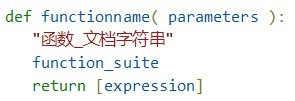 def functionname( parameters ):
"函数_文档字符串"
function_suite
return [expression]